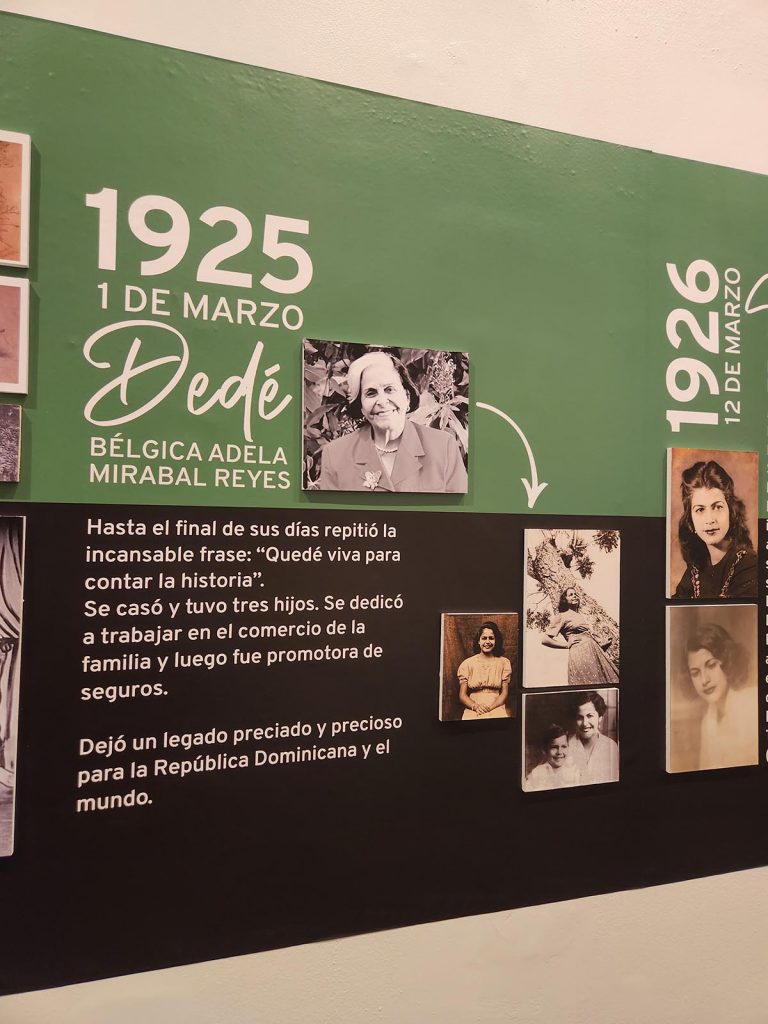 1925
1 DE MARZO
Dedé
BÉLGICA ADELA
MIRABAL REYES
Hasta el final de sus días repitió la
incansable frase: “Quedé viva para
contar la historia”.
Se casó y tuvo tres hijos. Se dedicó
a trabajar en el comercio de la
familia y luego fue promotora de
seguros.
Dejó un legado preciado y precioso
para la República Dominicana y el
mundo.
1926
12 DE MARZO